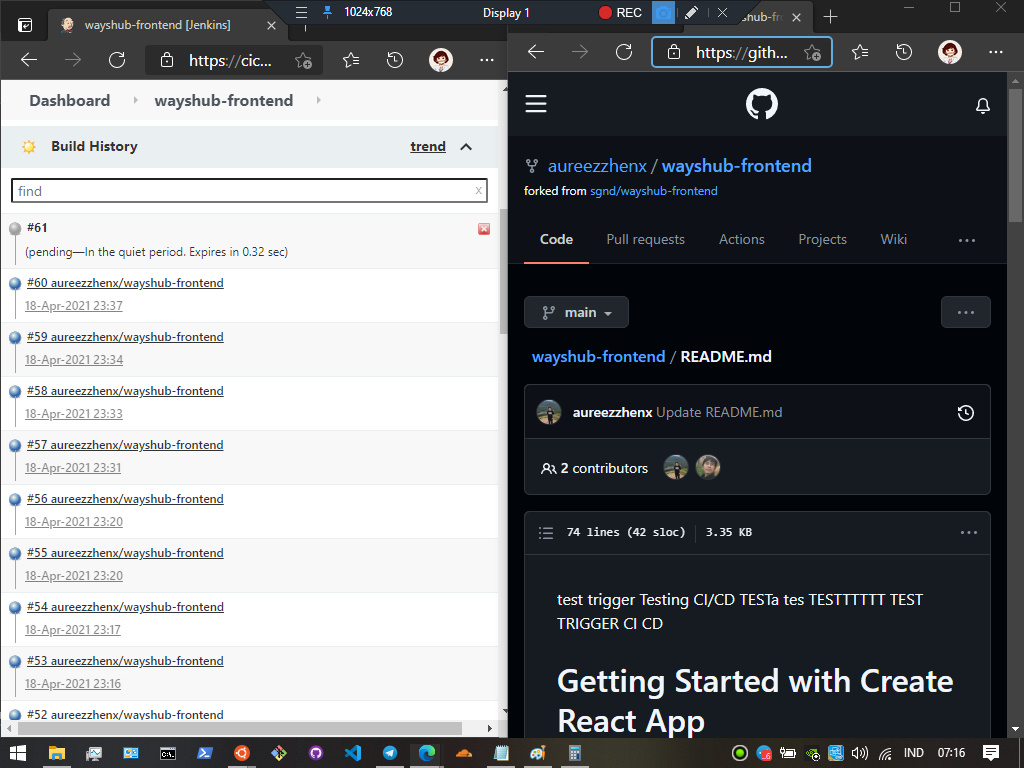 1024x768
Display 1
REC
wayshub-frontend [Jenkins]
https://cic...
Dashboard
wayshub-frontend
Build History
trend
find
x
#61
(pending—In the quiet period. Expires in 0.32 sec)
#60 aureezzhenx/wayshub-frontend
18-Apr-2021 23:37
#59 aureezzhenx/wayshub-frontend
18-Apr-2021 23:34
#58 aureezzhenx/wayshub-frontend
18-Apr-2021 23:33
#57 aureezzhenx/wayshub-frontend
18-Apr-2021 23:31
#56 aureezzhenx/wayshub-frontend
18-Apr-2021 23:20
#55 aureezzhenx/wayshub-frontend
18-Apr-2021 23:20
#54 aureezzhenx/wayshub-frontend
18-Apr-2021 23:17
#53 aureezzhenx/wayshub-frontend
18-Apr-2021 23:16
#52 aureezzhenx/wayshub-frontend
https://gith...
aureezzhenx / wayshub-frontend
forked from sgnd/wayshub-frontend
Code
Pull requests
Actions
Projects
Wiki
main
wayshub-frontend / README.md
aureezzhenx Update README.md
2 contributors
74 lines (42 sloc)
3.35 KB
test trigger Testing CI/CD TESTa tes TESTTTTTT TEST
TRIGGER CI CD
Getting Started with Create
React App
IND
07:16